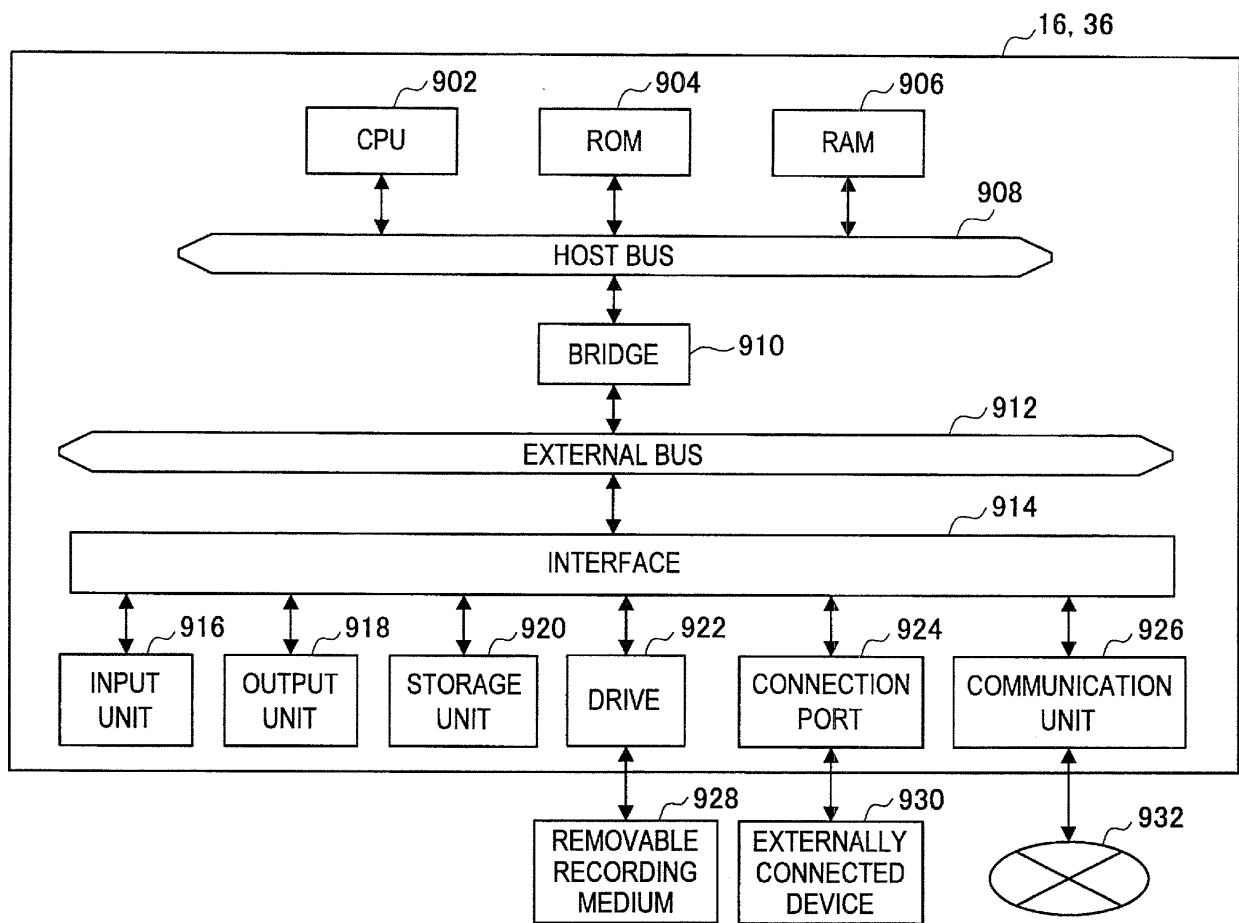 16, 36
902
904
906
CPU
ROM
RAM
908
HOST BUS
BRIDGE
910
912
EXTERNAL BUS
914
INTERFACE
916
918
920
922
924
926
INPUT
UNIT
OUTPUT
UNIT
STORAGE
UNIT
DRIVE
CONNECTION
PORT
COMMUNICATION
UNIT
928
930
932
REMOVABLE
RECORDING
MEDIUM
EXTERNALLY
CONNECTED
DEVICE